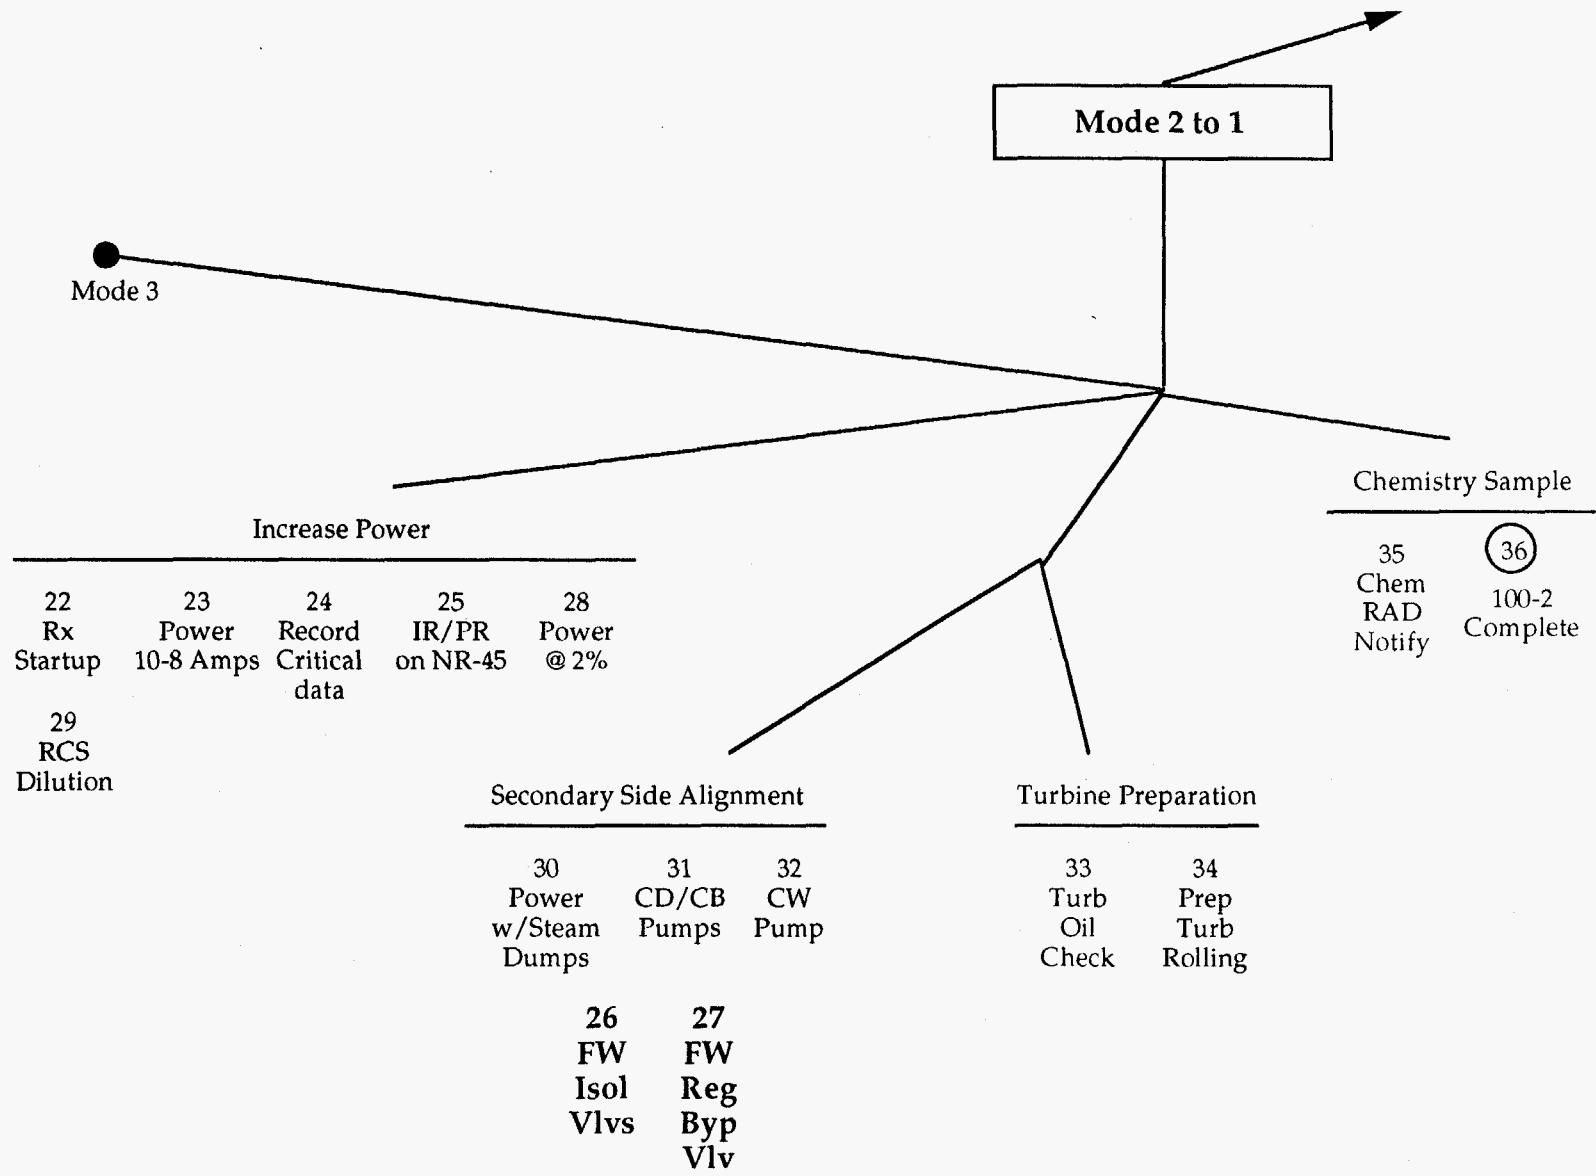 Mode 2 to 1
Mode 3
Increase Power
22
Rx
Startup
23
Power
10-8 Amps
24
Record
Critical
data
25
IR/PR
on NR-45
28
Power
@ 2%
29
RCS
Dilution
Chemistry Sample
35
Chem
RAD
Notify
36
100-2
Complete
Secondary Side Alignment
30
Power
w/Steam
Dumps
31
CD/CB
Pumps
32
CW
Pump
26
FW
Isol
Vlvs
27
FW
Reg
Byp
Vlv
Turbine Preparation
33
Turb
Oil
Check
34
Prep
Turb
Rolling